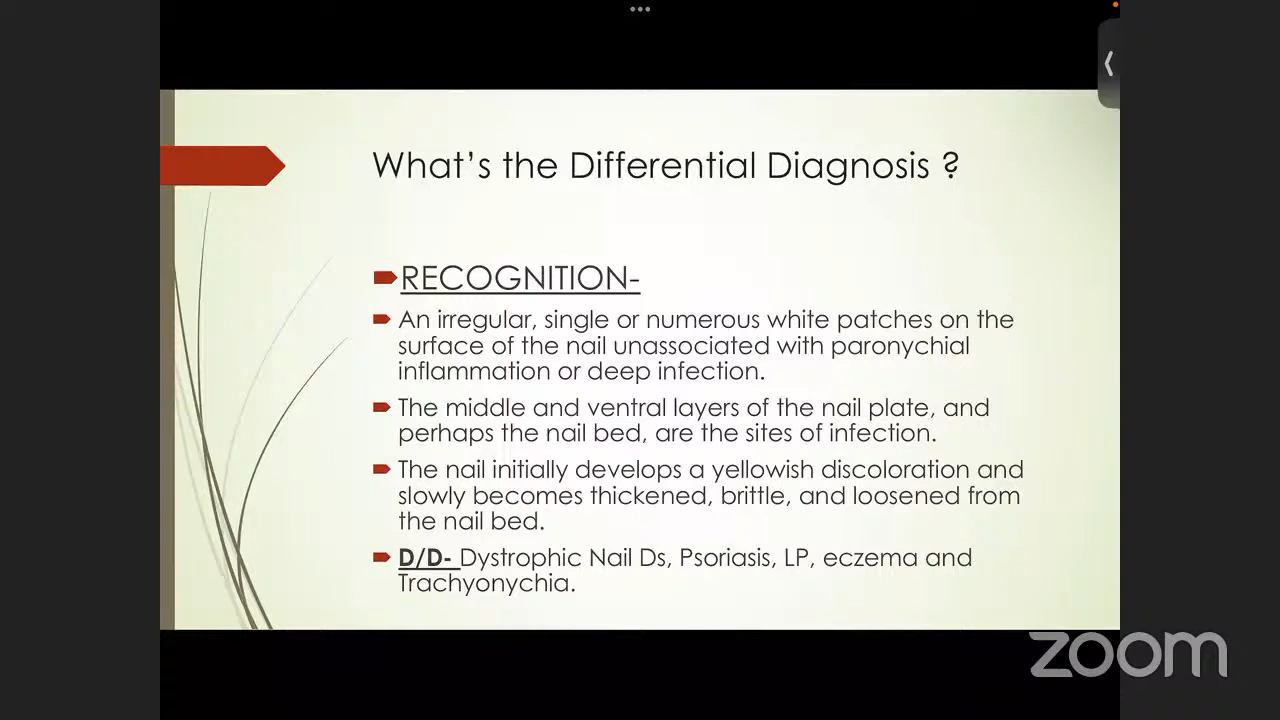 What's the Differential Diagnosis ?
RECOGNITION-
An irregular, single or numerous white patches on the
surface of the nail unassociated with paronychial
inflammation or deep infection.
The middle and ventral layers of the nail plate, and
perhaps the nail bed, are the sites of infection.
The nail initially develops a yellowish discoloration and
slowly becomes thickened, brittle, and loosened from
the nail bed.
D/D- Dystrophic Nail Ds, Psoriasis, LP, eczema and
Trachyonychia.
zoom